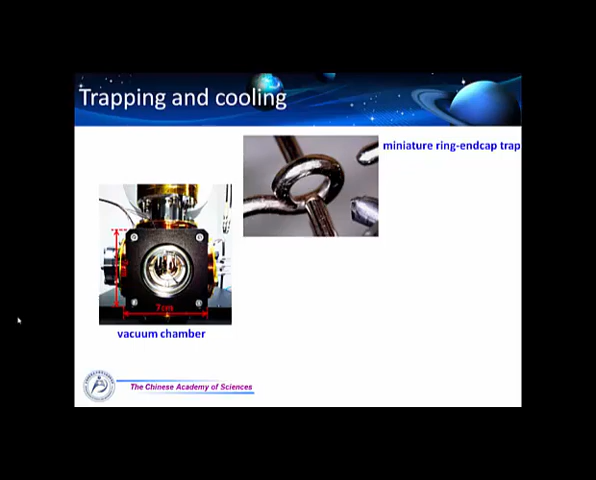 Trapping and cooling
miniature ring-endcap trap
7cm
vacuum chamber
The Chinese Academy of Sciences